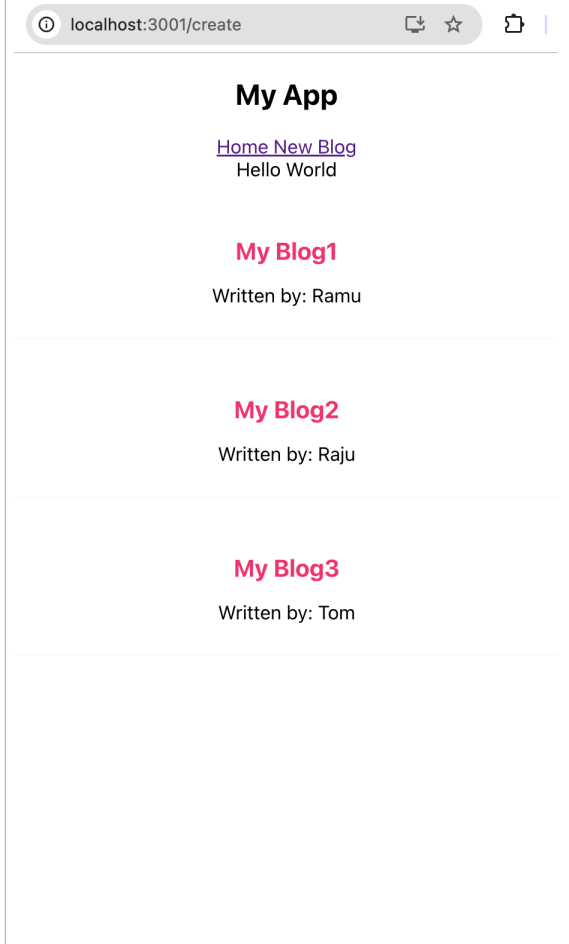 localhost:3001/create
My App
Home New Blog
Hello World
My Blog1
Written by: Ramu
My Blog2
Written by: Raju
My Blog3
Written by: Tom